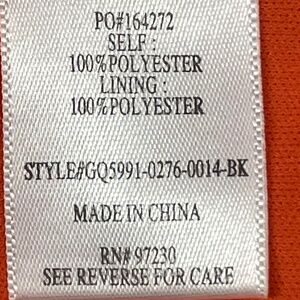 PO#164272
SELF :
100%POLYESTER
LINING :
100%POLYESTER
STYLE#GQ5991-0276-0014-BK
MADE IN CHINA
RN# 97230
SEE REVERSE FOR CARE